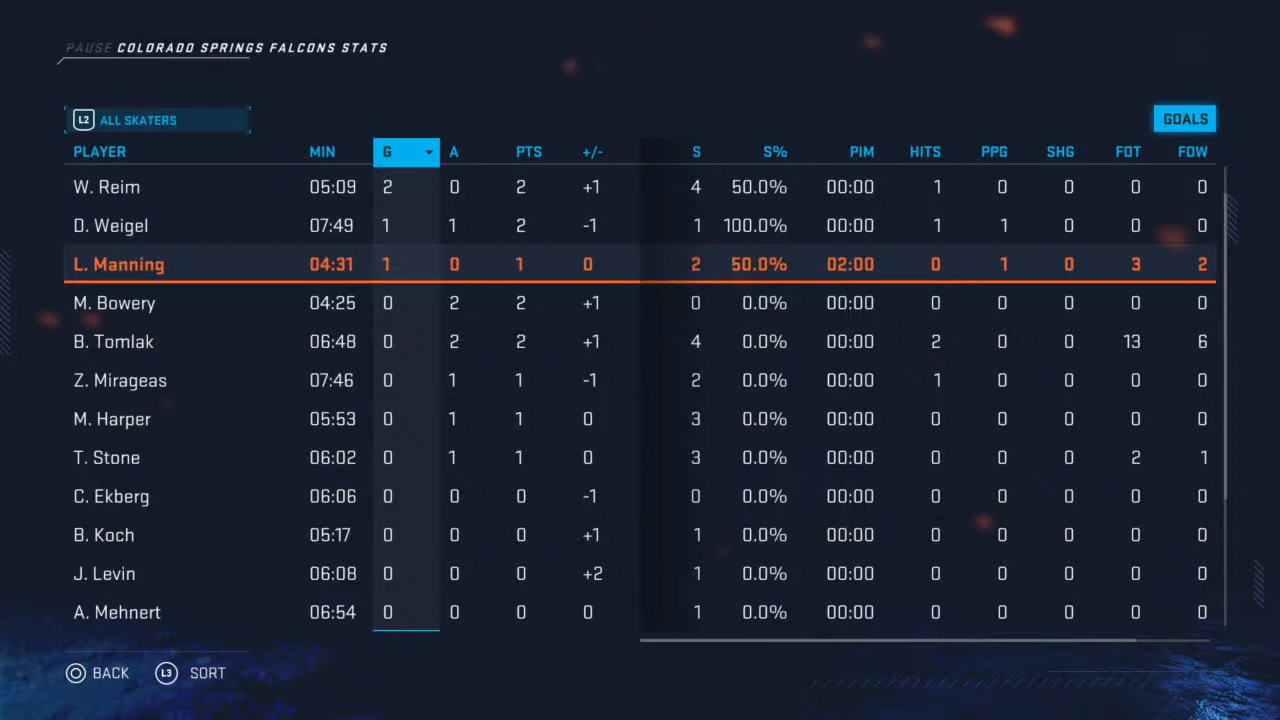 PAUSE COLORADO SPRINGS FALCONS STATS
L2 ALL SKATERS GOALS
PLAYER MIN G A PTS +/- S S% PIM HITS PPG SHG FOT FOW
W. Reim 05:09 2 0 2 +1 4 50.0% 00:00 1 0 0 0 0
D. Weigel 07:49 1 1 2 -1 1 100.0% 00:00 1 1 0 0 0
L. Manning 04:31 1 0 1 0 2 50.0% 02:00 0 1 0 3 2
M. Bowery 04:25 0 2 2 +1 0 0.0% 00:00 0 0 0 0 0
B. Tomlak 06:48 0 2 2 +1 4 0.0% 00:00 2 0 0 13 6
Z. Mirageas 07:46 0 1 1 -1 2 0.0% 00:00 1 0 0 0 0
M. Harper 05:53 0 1 1 0 3 0.0% 00:00 0 0 0 0 0
T. Stone 06:02 0 1 1 0 3 0.0% 00:00 0 0 0 2 1
C. Ekberg 06:06 0 0 0 -1 0 0.0% 00:00 0 0 0 0 0
B. Koch 05:17 0 0 0 +1 1 0.0% 00:00 0 0 0 0 0
J. Levin 06:08 0 0 0 +2 1 0.0% 00:00 0 0 0 0 0
A. Mehnert 06:54 0 0 0 0 1 0.0% 00:00 0 0 0 0 0
BACK L3 SORT